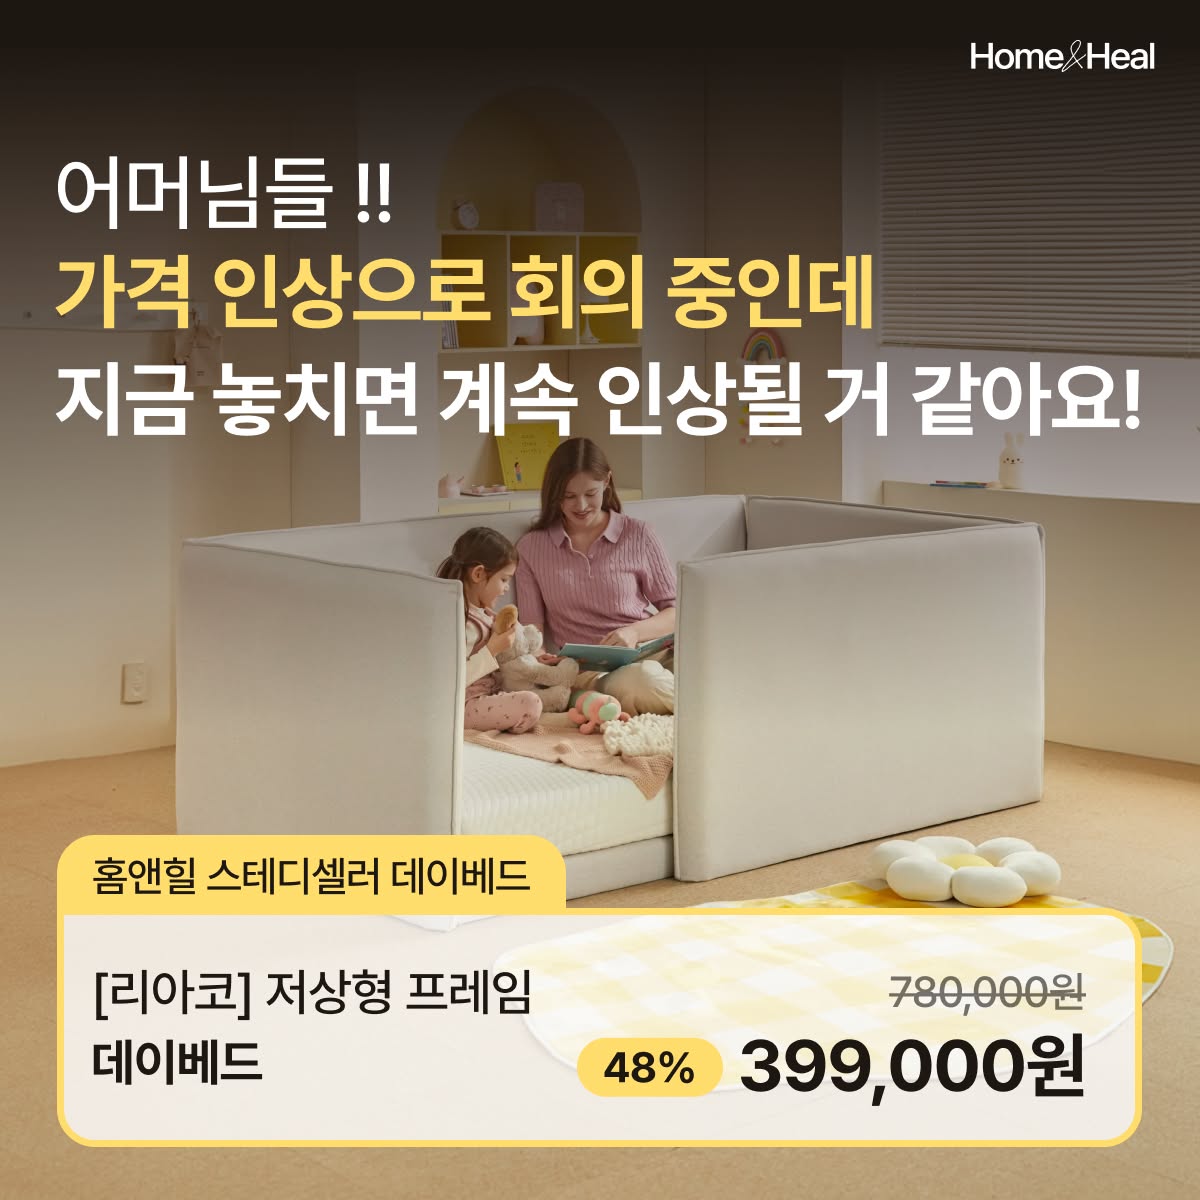 Home&Heal
어머님들 !!
가격 인상으로 회의 중인데
지금 놓치면 계속 인상될 거 같아요!
홈앤힐 스테디셀러 데이베드
[리아코] 저상형 프레임
데이베드
780,000원
48% 399,000원